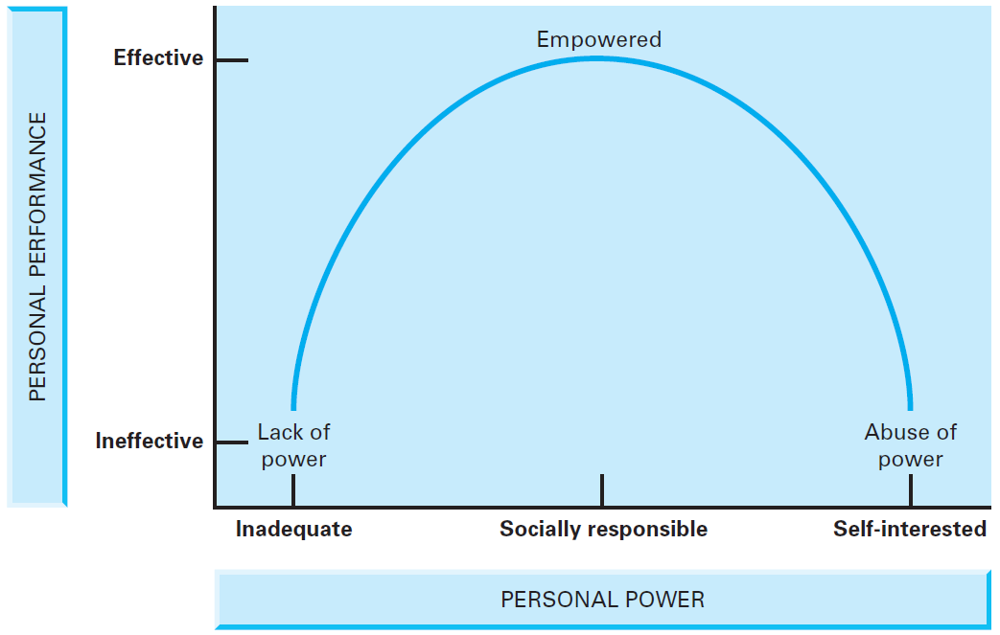 PERSONAL PERFORMANCE
Effective
Empowered
Ineffective
Lack of
power
Abuse of
power
Inadequate
Socially responsible
Self-interested
PERSONAL POWER